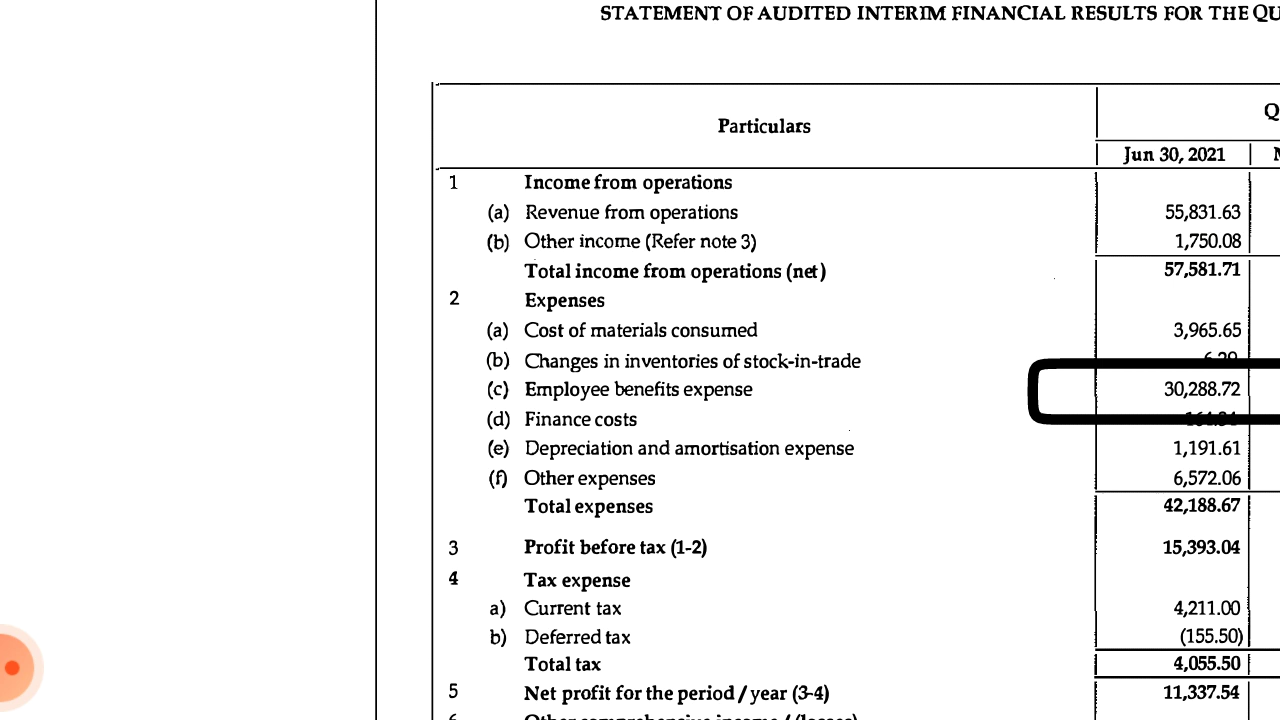 STATEMENT OF AUDITED INTERIM FINANCIAL RESULTS FOR THE QU
Particulars
Jun 30, 2021
1 Income from operations
(a) Revenue from operations 55,831.63
(b) Other income (Refer note 3) 1,750.08
Total income from operations (net) 57,581.71
2 Expenses
(a) Cost of materials consumed 3,965.65
(b) Changes in inventories of stock-in-trade
(c) Employee benefits expense 30,288.72
(d) Finance costs
(e) Depreciation and amortisation expense 1,191.61
(f) Other expenses 6,572.06
Total expenses 42,188.67
3 Profit before tax (1-2) 15,393.04
4 Tax expense
a) Current tax 4,211.00
b) Deferred tax (155.50)
Total tax 4,055.50
5 Net profit for the period / year (3-4) 11,337.54